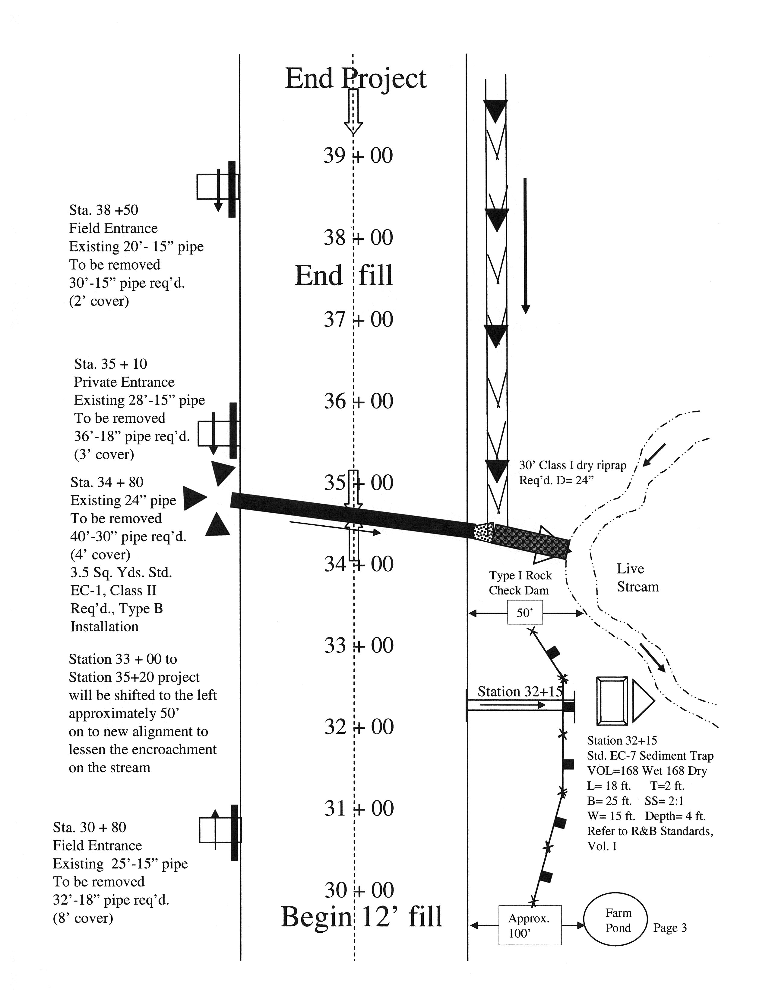 End Project
39 + 00
Sta. 38 +50
Field Entrance
Existing 20’- 15” pipe
To be removed
30’-15” pipe req’d.
(2’ cover)
38 + 00
End fill
37 + 00
Sta. 35 + 10
Private Entrance
Existing 28’-15” pipe
To be removed
36’-18” pipe req’d.
(3’ cover)
36 + 00
30’ Class I dry riprap
Req’d. D= 24”
35 + 00
Sta. 34 + 80
Existing 24” pipe
To be removed
40’-30” pipe req’d.
(4’ cover)
3.5 Sq. Yds. Std.
EC-1, Class II
Req’d., Type B
Installation
34 + 00
Type I Rock
Check Dam
Live
Stream
50’
33 + 00
Station 33 + 00 to
Station 35+20 project
will be shifted to the left
approximately 50’
on to new alignment to
lessen the encroachment
on the stream
Station 32+15
32 + 00
Station 32+15
Std. EC-7 Sediment Trap
VOL=168 Wet 168 Dry
L= 18 ft. T=2 ft.
B= 25 ft. SS= 2:1
W= 15 ft. Depth= 4 ft.
Refer to R&B Standards,
Vol. I
31 + 00
Sta. 30 + 80
Field Entrance
Existing 25’-15” pipe
To be removed
32’-18” pipe req’d.
(8’ cover)
30 + 00
Begin 12’ fill
Approx.
100’
Farm
Pond
Page 3